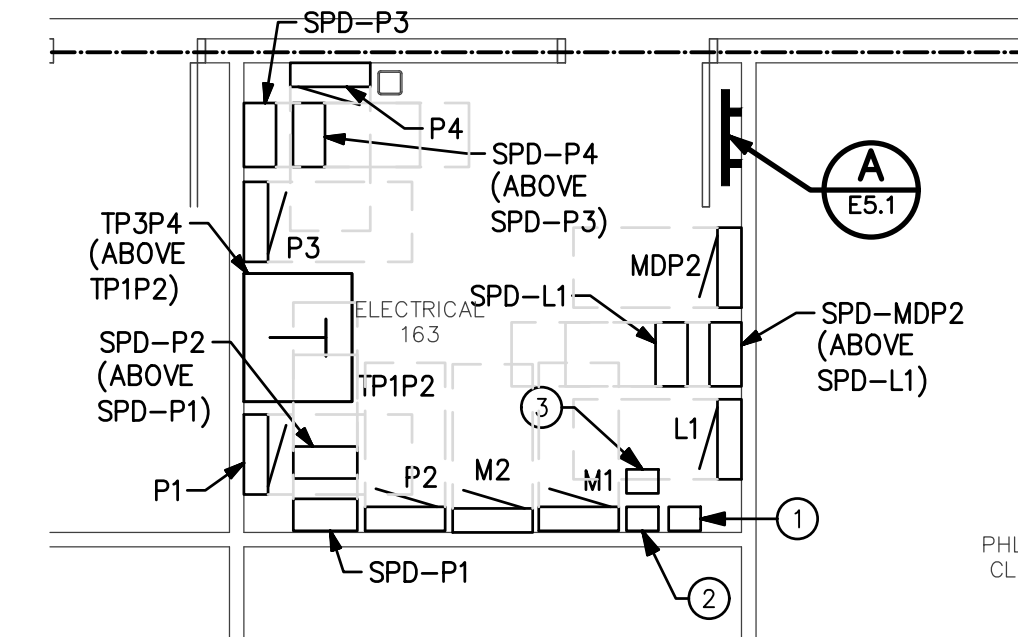 SPD-P3
P4
SPD-P4
(ABOVE
SPD-P3)
A
E5.1
TP3P4
(ABOVE
TP1P2)
P3
MDP2
SPD-L1
ELECTRICAL
163
SPD-MDP2
(ABOVE
SPD-L1)
SPD-P2
(ABOVE
SPD-P1)
TP1P2
3
L1
P1
P2
M2
M1
1
SPD-P1
2
PHL
CL